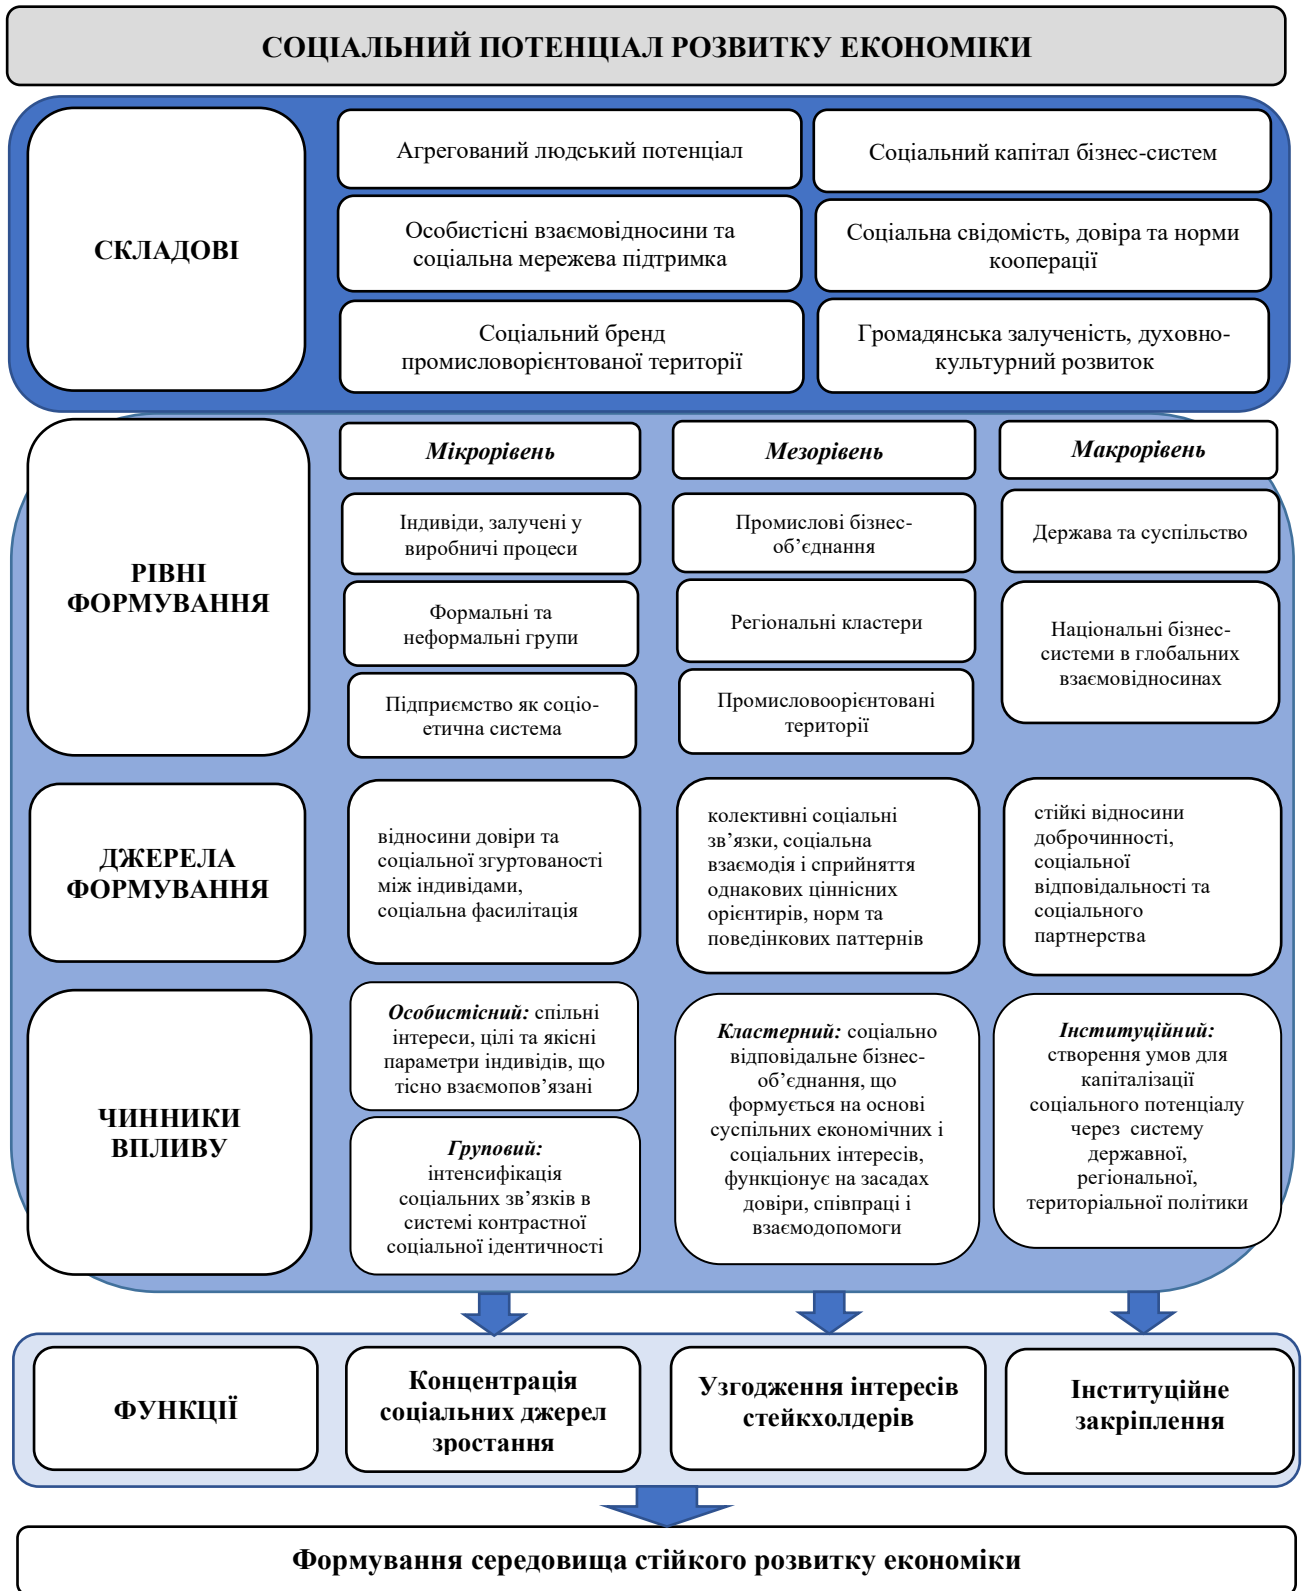 СОЦІАЛЬНИЙ ПОТЕНЦІАЛ РОЗВИТКУ ЕКОНОМІКИ
СКЛАДОВІ
Агрегований людський потенціал
Соціальний капітал бізнес-систем
Особистісні взаємовідносини та
соціальна мережева підтримка
Соціальна свідомість, довіра та норми
кооперації
Соціальний бренд
промисловорієнтованої території
Громадянська залученість, духовно-
культурний розвиток
РІВНІ
ФОРМУВАННЯ
Мікрорівень
Мезорівень
Макрорівень
Індивіди, залучені у
виробничі процеси
Промислові бізнес-
об’єднання
Держава та суспільство
Формальні та
неформальні групи
Регіональні кластери
Національні бізнес-
системи в глобальних
взаємовідносинах
Підприємство як соціо-
етична система
Промисловоорієнтовані
території
ДЖЕРЕЛА
ФОРМУВАННЯ
відносини довіри та
соціальної згуртованості
між індивідами,
соціальна фасилітація
колективні соціальні
зв’язки, соціальна
взаємодія і сприйняття
однакових ціннісних
орієнтирів, норм та
поведінкових паттернів
стійкі відносини
доброчинності,
соціальної
відповідальності та
соціального
партнерства
ЧИННИКИ
ВПЛИВУ
Особистісний: спільні
інтереси, цілі та якісні
параметри індивідів, що
тісно взаємопов’язані
Груповий:
інтенсифікація
соціальних зв’язків в
системі контрастної
соціальної ідентичності
Кластерний: соціально
відповідальне бізнес-
об’єднання, що
формується на основі
суспільних економічних і
соціальних інтересів,
функціонує на засадах
довіри, співпраці і
взаємодопомоги
Інституційний:
створення умов для
капіталізації
соціального потенціалу
через систему
державної,
регіональної,
територіальної політики
ФУНКЦІЇ
Концентрація
соціальних джерел
зростання
Узгодження інтересів
стейкхолдерів
Інституційне
закріплення
Формування середовища стійкого розвитку економіки